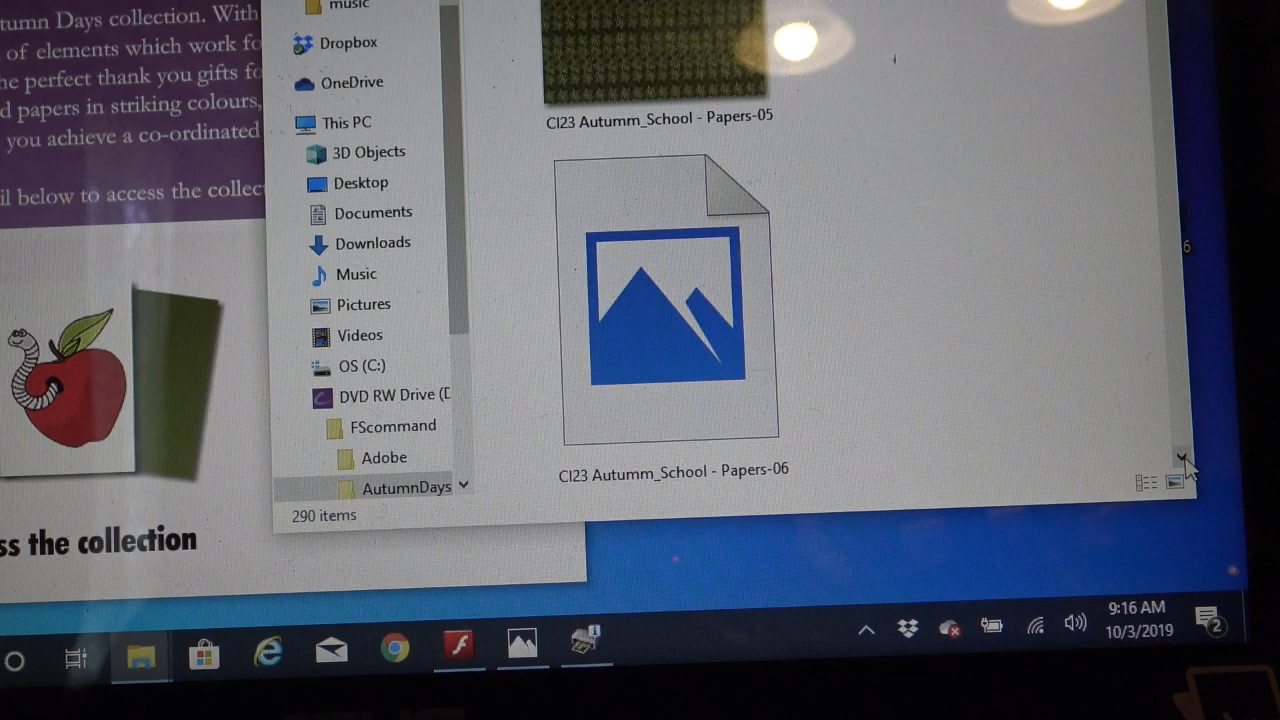 tumn Days collection. With
of elements which work fo
he perfect thank you gifts fo
d papers in striking colours,
you achieve a co-ordinated
il below to access the collec
ss the collection
music
Dropbox
OneDrive
This PC
3D Objects
Desktop
Documents
Downloads
Music
Pictures
Videos
OS (C:)
DVD RW Drive (D
FScommand
Adobe
AutumnDays
290 items
CI23 Autumm_School - Papers-05
CI23 Autumm_School - Papers-06
6
9:16 AM
10/3/2019
2